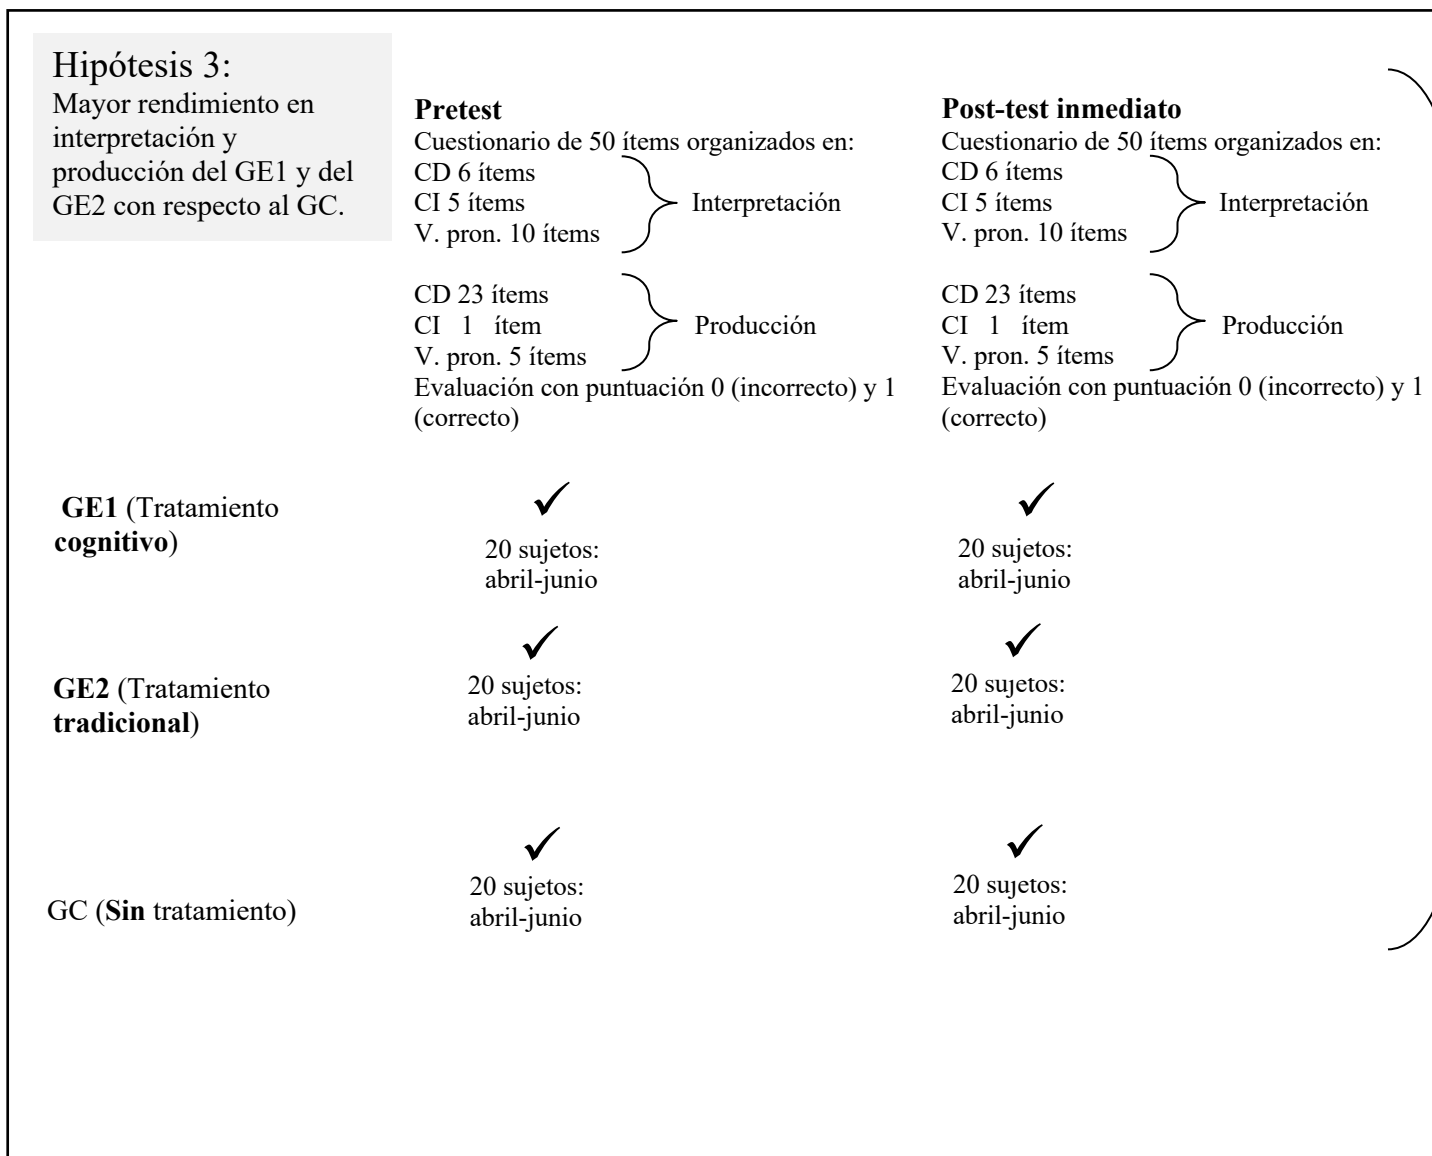 Hipótesis 3:
Mayor rendimiento en
interpretación y
producción del GE1 y del
GE2 con respecto al GC.
Pretest
Cuestionario de 50 ítems organizados en:
CD 6 ítems
CI 5 ítems
V. pron. 10 ítems
Interpretación
CD 23 ítems
CI 1 ítem
V. pron. 5 ítems
Producción
Evaluación con puntuación 0 (incorrecto) y 1
(correcto)
Post-test inmediato
Cuestionario de 50 ítems organizados en:
CD 6 ítems
CI 5 ítems
V. pron. 10 ítems
Interpretación
CD 23 ítems
CI 1 ítem
V. pron. 5 ítems
Producción
Evaluación con puntuación 0 (incorrecto) y 1
(correcto)
GE1 (Tratamiento
cognitivo)
20 sujetos:
abril-junio
20 sujetos:
abril-junio
GE2 (Tratamiento
tradicional)
20 sujetos:
abril-junio
20 sujetos:
abril-junio
GC (Sin tratamiento)
20 sujetos:
abril-junio
20 sujetos:
abril-junio